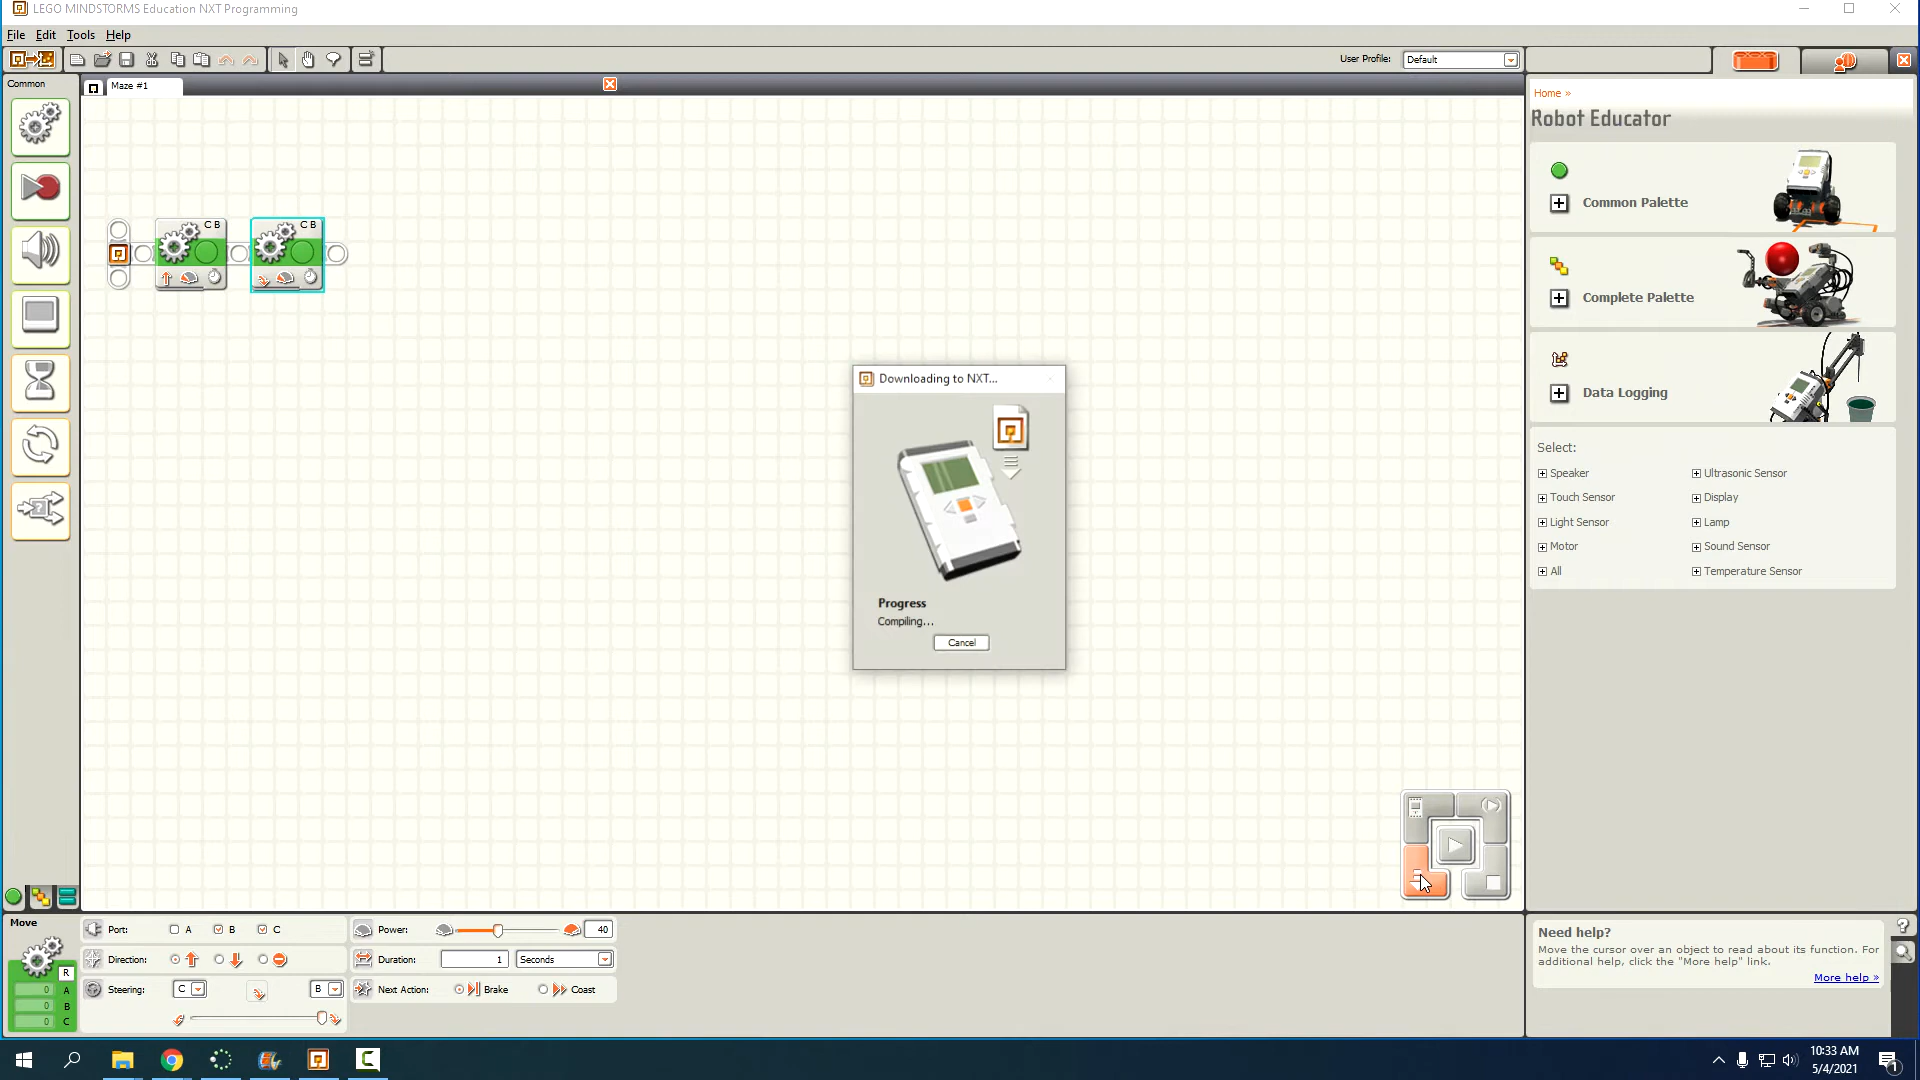 LEGO MINDSTORMS Education NXT Programming
File Edit Tools Help
User Profile: Default
Common
Maze #1
C B
C B
Home »
Robot Educator
Common Palette
Complete Palette
Data Logging
Select:
Speaker Ultrasonic Sensor
Touch Sensor Display
Light Sensor Lamp
Motor Sound Sensor
All Temperature Sensor
Downloading to NXT...
Progress
Compiling...
Cancel
Move
R
0 A
0 B
0 C
Port: A B C
Direction:
Steering: C B
Power: 40
Duration: 1 Seconds
Next Action: Brake Coast
Need help?
Move the cursor over an object to read about its function. For
additional help, click the "More help" link.
More help »
10:33 AM
5/4/2021
1